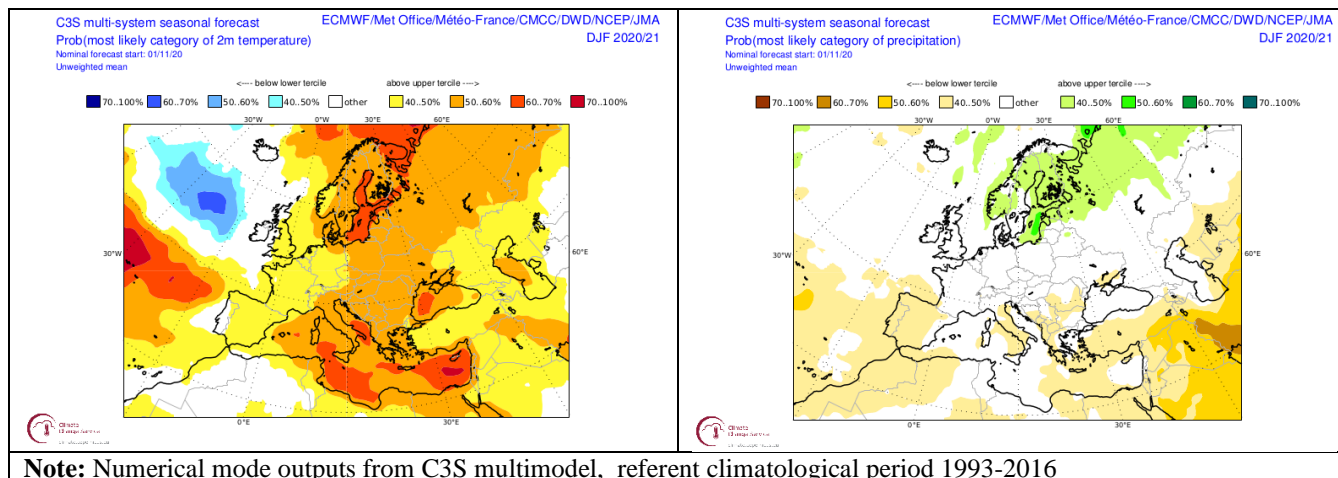 C3S multi-system seasonal forecast
ECMWF/Met Office/Météo-France/CMCC/DWD/NCEP/JMA
Prob(most likely category of 2m temperature)
DJF 2020/21
Nominal forecast start: 01/11/20
Unweighted mean
<---- below lower tercile
above upper tercile ---->
70..100% 60..70% 50..60% 40..50% other 40..50% 50..60% 60..70% 70..100%
30°W 0°W 30°E 60°E
30°W
60°E
0°E 30°E
Climate
Change Service
C3S multi-system seasonal forecast
ECMWF/Met Office/Météo-France/CMCC/DWD/NCEP/JMA
Prob(most likely category of precipitation)
DJF 2020/21
Nominal forecast start: 01/11/20
Unweighted mean
<---- below lower tercile
above upper tercile ---->
70..100% 60..70% 50..60% 40..50% other 40..50% 50..60% 60..70% 70..100%
30°W 0°W 30°E 60°E
30°W
60°E
0°E 30°E
Climate
Change Service
Note: Numerical mode outputs from C3S multimodel, referent climatological period 1993-2016